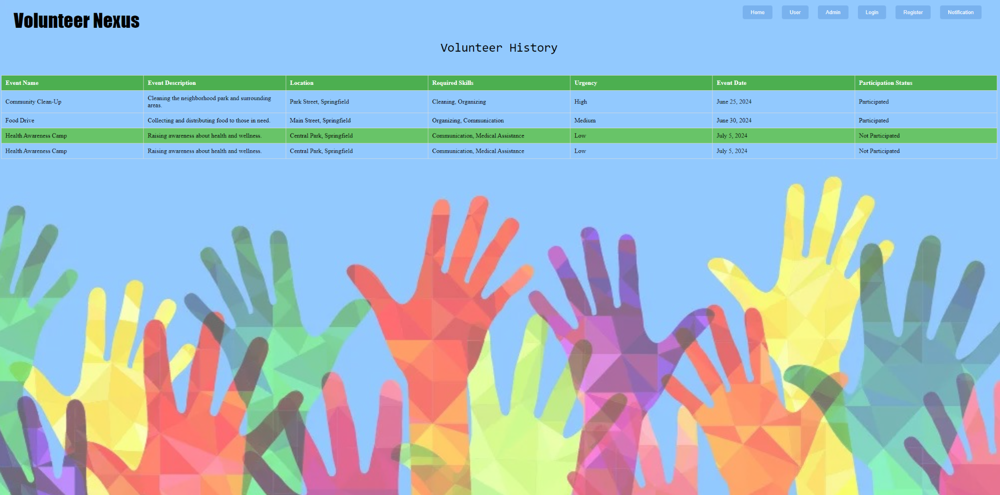 Volunteer Nexus
Home User Admin Login Register Notification
Volunteer History
Event Name Event Description Location Required Skills Urgency Event Date Participation Status
Community Clean-Up Cleaning the neighborhood park and surrounding areas. Park Street, Springfield Cleaning, Organizing High June 25, 2024 Participated
Food Drive Collecting and distributing food to those in need. Main Street, Springfield Organizing, Communication Medium June 30, 2024 Participated
Health Awareness Camp Raising awareness about health and wellness. Central Park, Springfield Communication, Medical Assistance Low July 5, 2024 Not Participated
Health Awareness Camp Raising awareness about health and wellness. Central Park, Springfield Communication, Medical Assistance Low July 5, 2024 Not Participated